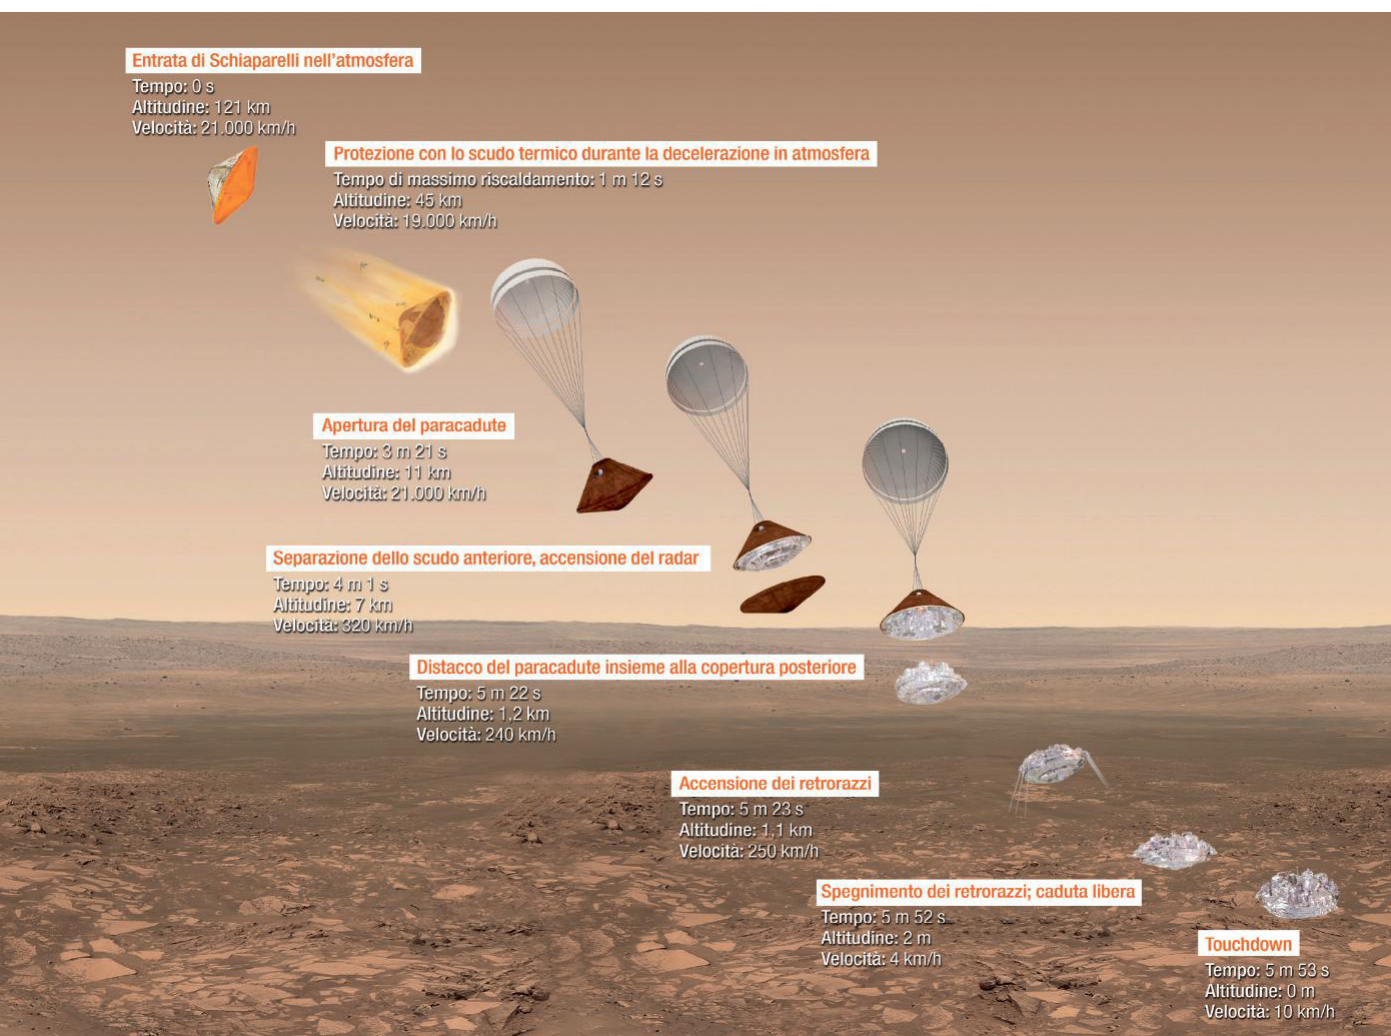 Entrata di Schiaparelli nell'atmosfera
Tempo: 0 s
Altitudine: 121 km
Velocità: 21.000 km/h
Protezione con lo scudo termico durante la decelerazione in atmosfera
Tempo di massimo riscaldamento: 1 m 12 s
Altitudine: 45 km
Velocità: 19.000 km/h
Apertura del paracadute
Tempo: 3 m 21 s
Altitudine: 11 km
Velocità: 21.000 km/h
Separazione dello scudo anteriore, accensione del radar
Tempo: 4 m 1 s
Altitudine: 7 km
Velocità: 320 km/h
Distacco del paracadute insieme alla copertura posteriore
Tempo: 5 m 22 s
Altitudine: 1,2 km
Velocità: 240 km/h
Accensione dei retrorazzi
Tempo: 5 m 23 s
Altitudine: 1,1 km
Velocità: 250 km/h
Spegnimento dei retrorazzi; caduta libera
Tempo: 5 m 52 s
Altitudine: 2 m
Velocità: 4 km/h
Touchdown
Tempo: 5 m 53 s
Altitudine: 0 m
Velocità: 10 km/h